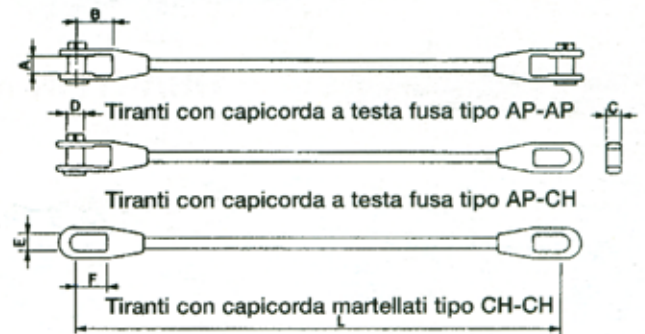 B
A
Tiranti con capicorda a testa fusa tipo AP-AP
D
C
Tiranti con capicorda a testa fusa tipo AP-CH
E
F
Tiranti con capicorda martellati tipo CH-CH
L